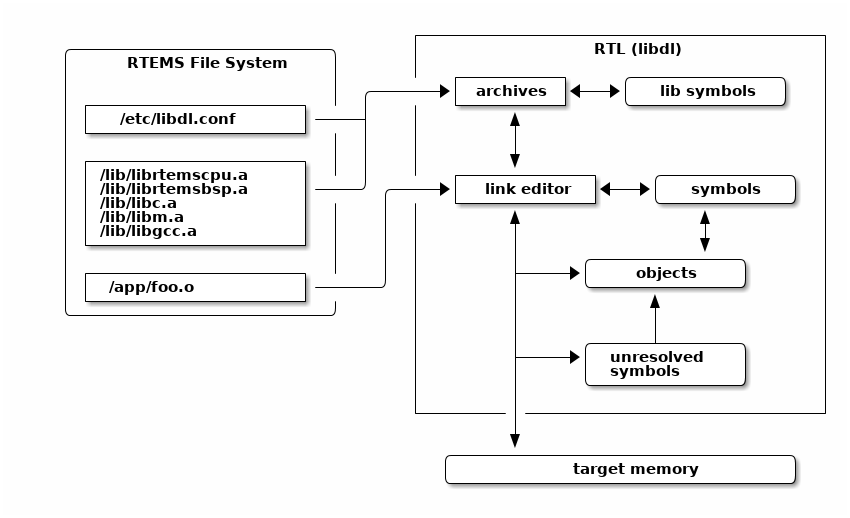 RTEMS File System
/etc/libdl.conf
/lib/librtemscpu.a
/lib/librtemsbsp.a
/lib/libc.a
/lib/libm.a
/lib/libgcc.a
/app/foo.o
RTL (libdl)
archives
lib symbols
link editor
symbols
objects
unresolved
symbols
target memory